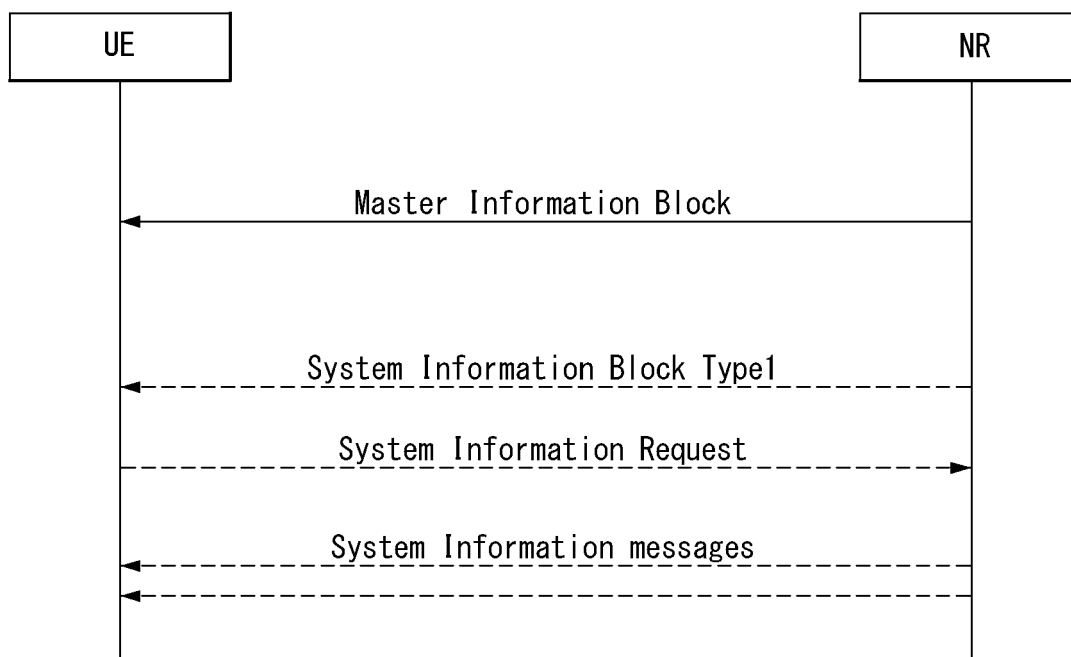 UE
NR
Master Information Block
System Information Block Type1
System Information Request
System Information messages